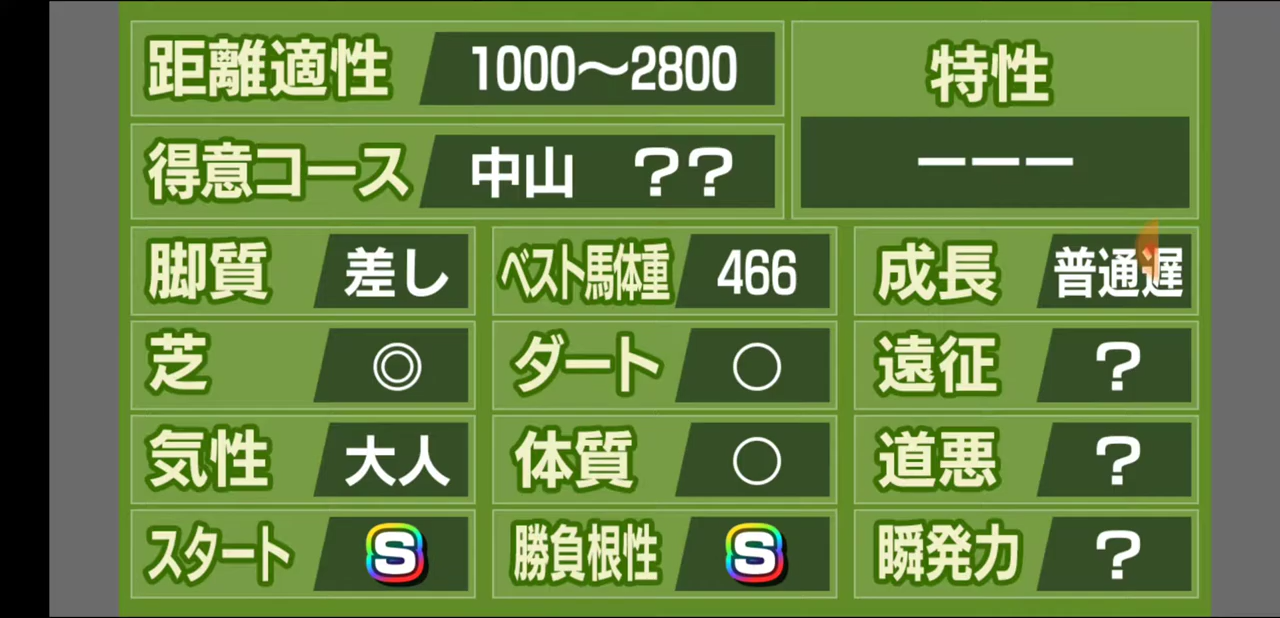 距離適性 1000〜2800
特性
ーーー
得意コース 中山 ??
脚質 差し
ベスト馬体重 466
成長 普通遅
芝 ◎
ダート ○
遠征 ?
気性 大人
体質 ○
道悪 ?
スタート S
勝負根性 S
瞬発力 ?